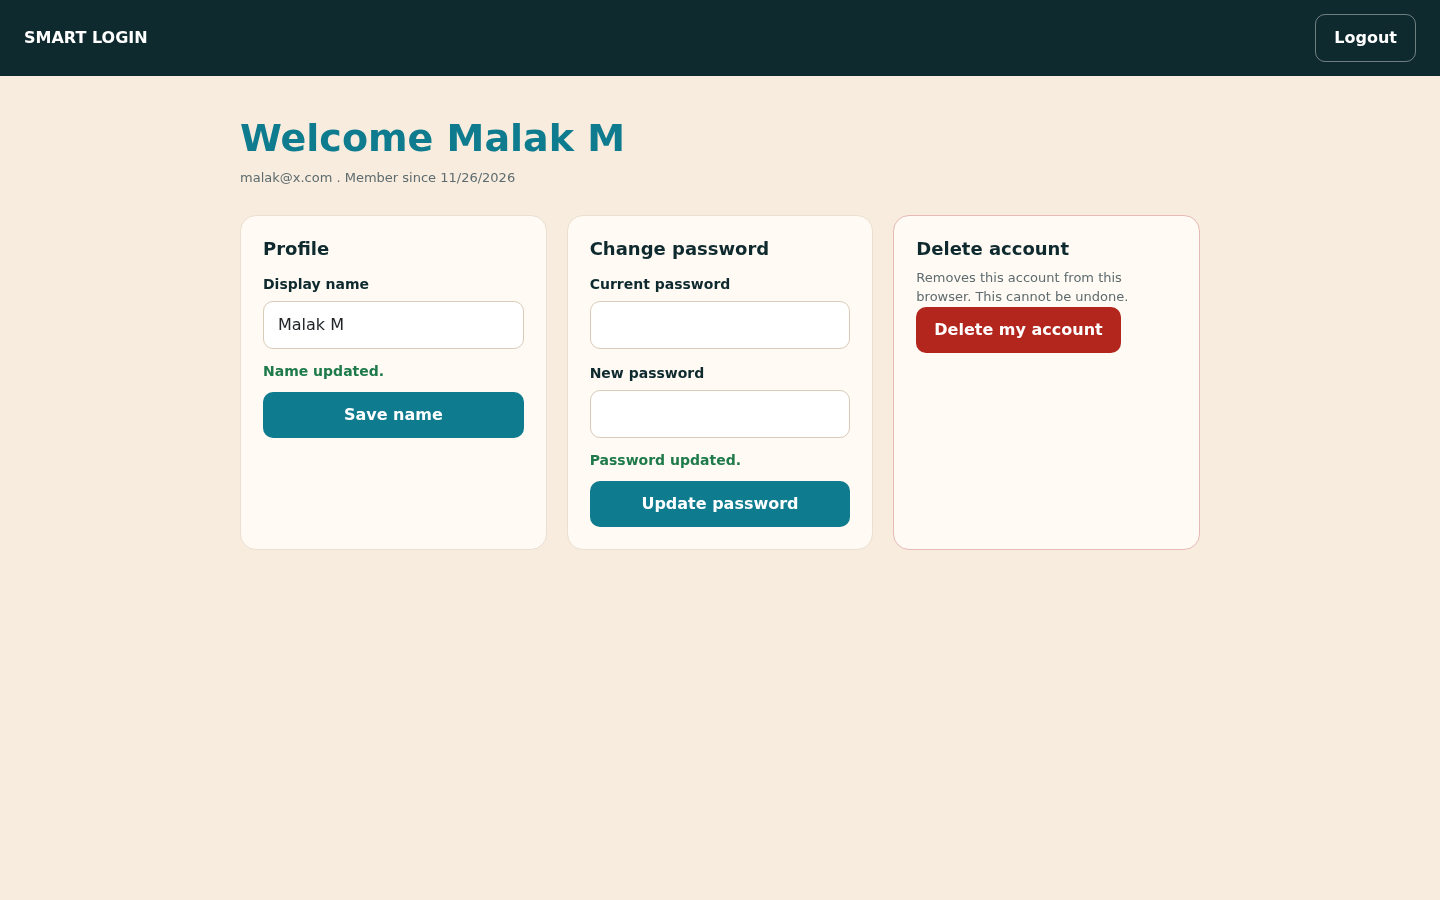 SMART LOGIN
Logout
Welcome Malak M
malak@x.com . Member since 11/26/2026
Profile
Display name
Malak M
Name updated.
Save name
Change password
Current password
New password
Password updated.
Update password
Delete account
Removes this account from this
browser. This cannot be undone.
Delete my account